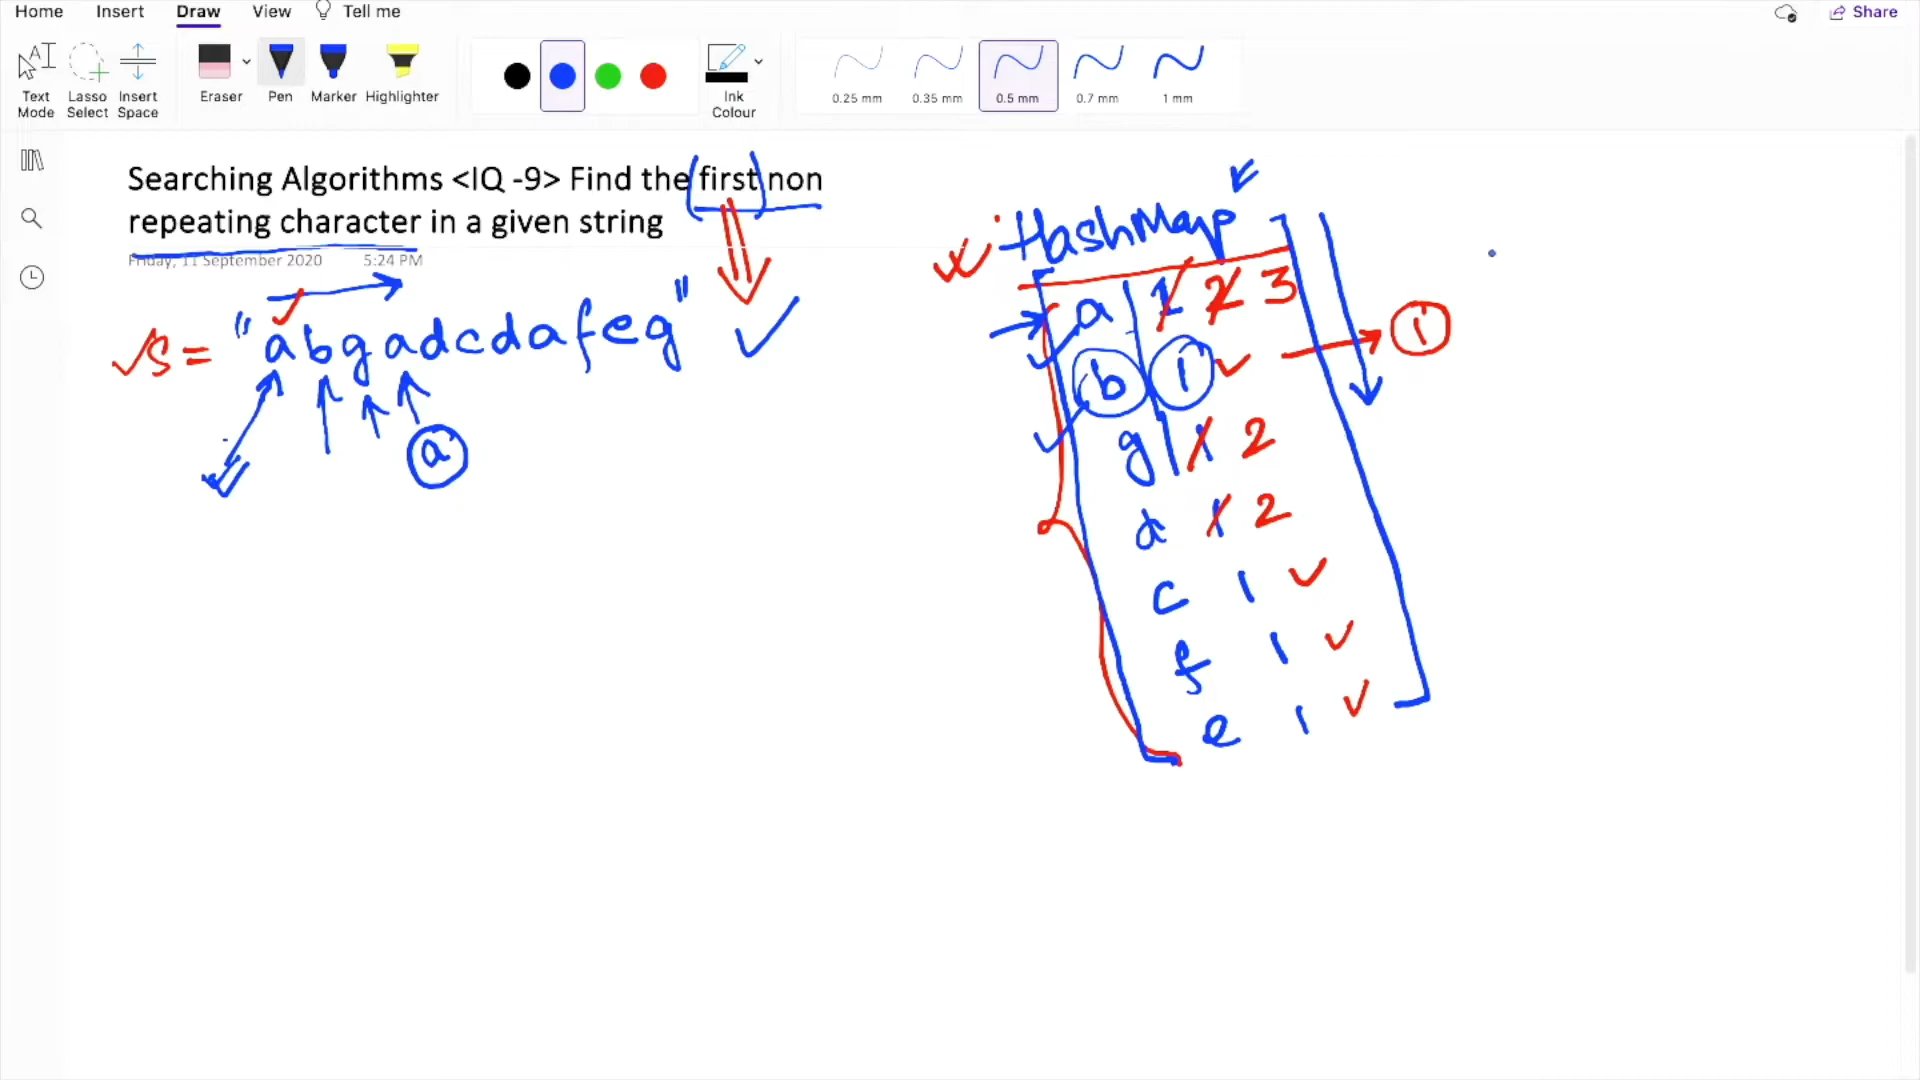 Home Insert Draw View Tell me Share
Text Mode Lasso Select Insert Space Eraser Pen Marker Highlighter Ink Colour 0.25 mm 0.35 mm 0.5 mm 0.7 mm 1 mm
Searching Algorithms <IQ -9> Find the first non
repeating character in a given string
Friday, 11 September 2020 5:24 PM
S = "abgadcdafeg"
a
HashMap
a 1 2 3
b 1 1
g 1 2
d 1 2
c 1
f 1
e 1